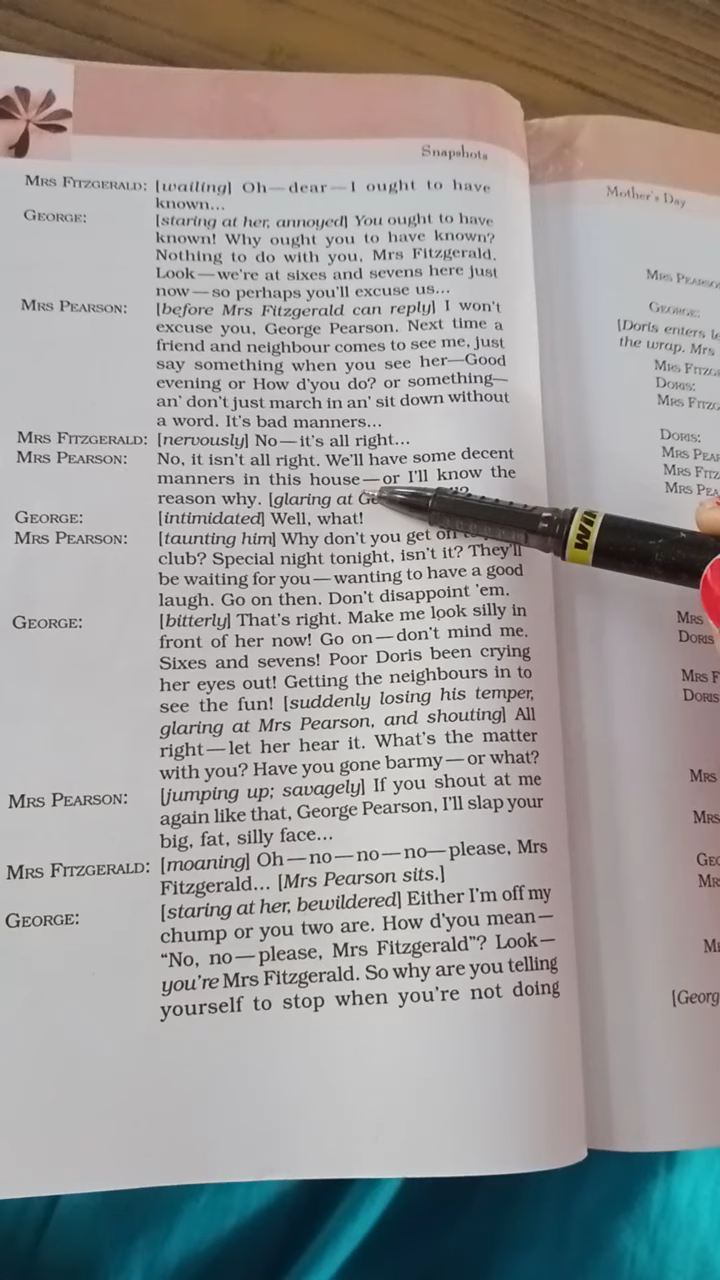 Snapshots
MRS FITZGERALD: [wailing] Oh—dear—I ought to have
known...
GEORGE: [staring at her, annoyed] You ought to have
known! Why ought you to have known?
Nothing to do with you, Mrs Fitzgerald.
Look—we're at sixes and sevens here just
now—so perhaps you'll excuse us...
MRS PEARSON: [before Mrs Fitzgerald can reply] I won't
excuse you, George Pearson. Next time a
friend and neighbour comes to see me, just
say something when you see her—Good
evening or How d'you do? or something—
an' don't just march in an' sit down without
a word. It's bad manners...
MRS FITZGERALD: [nervously] No—it's all right...
MRS PEARSON: No, it isn't all right. We'll have some decent
manners in this house—or I'll know the
reason why. [glaring at
GEORGE: [intimidated] Well, what!
MRS PEARSON: [taunting him] Why don't you get off
club? Special night tonight, isn't it? They'll
be waiting for you—wanting to have a good
laugh. Go on then. Don't disappoint 'em.
GEORGE: [bitterly] That's right. Make me look silly in
front of her now! Go on—don't mind me.
Sixes and sevens! Poor Doris been crying
her eyes out! Getting the neighbours in to
see the fun! [suddenly losing his temper,
glaring at Mrs Pearson, and shouting] All
right—let her hear it. What's the matter
with you? Have you gone barmy—or what?
MRS PEARSON: [jumping up; savagely] If you shout at me
again like that, George Pearson, I'll slap your
big, fat, silly face...
MRS FITZGERALD: [moaning] Oh—no—no—no—please, Mrs
Fitzgerald... [Mrs Pearson sits.]
GEORGE: [staring at her, bewildered] Either I'm off my
chump or you two are. How d'you mean—
"No, no—please, Mrs Fitzgerald"? Look—
you're Mrs Fitzgerald. So why are you telling
yourself to stop when you're not doing
Mother's Day
MRS
GEORGE:
[Doris enters
the wrap. Mrs
MRS
DORIS:
MRS
DORIS:
MRS
MRS
MRS
MRS
DORIS
MRS
DORIS
MRS
MRS